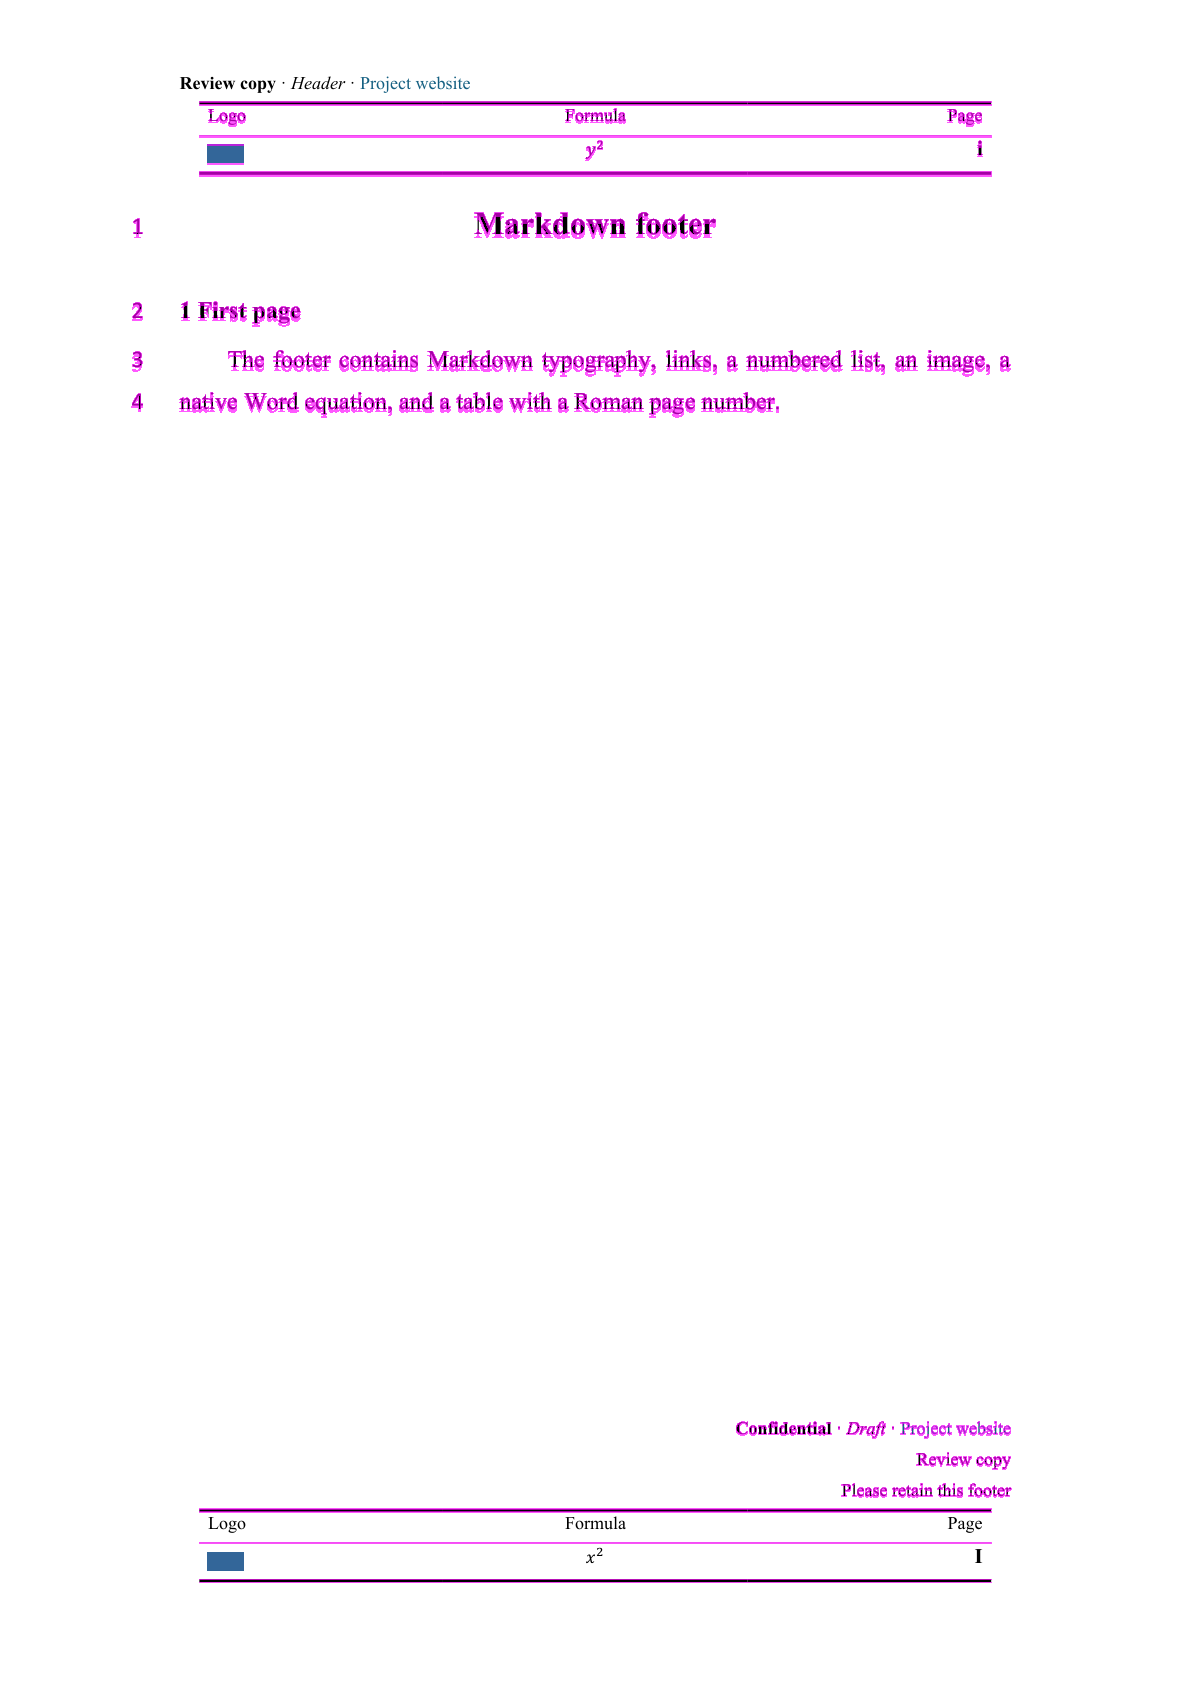 Review copy · Header · Project website
Logo Formula Page
y² i
1 Markdown footer
2 1 First page
3 The footer contains Markdown typography, links, a numbered list, an image, a
4 native Word equation, and a table with a Roman page number.
Confidential · Draft · Project website
Review copy
Please retain this footer
Logo Formula Page
x² I